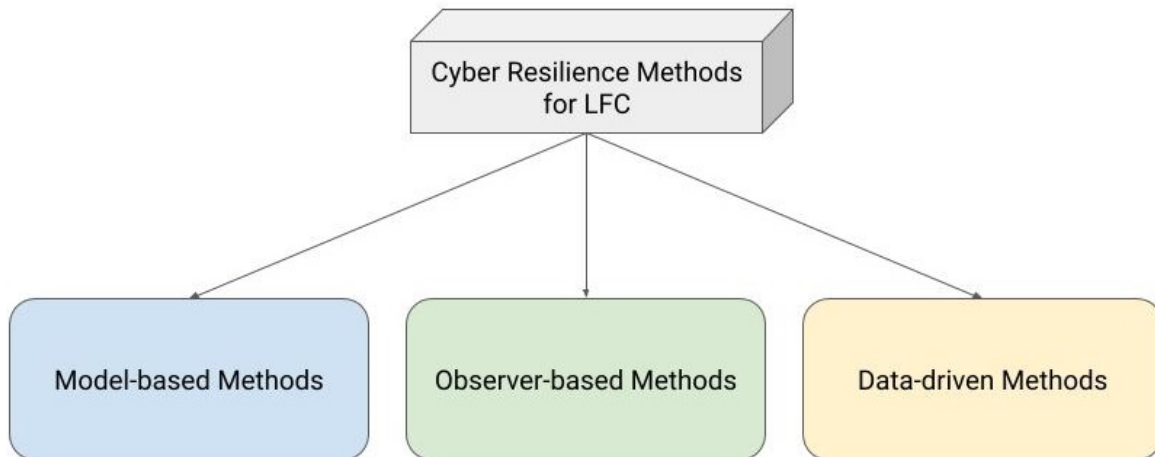 Cyber Resilience Methods
for LFC
Model-based Methods
Observer-based Methods
Data-driven Methods